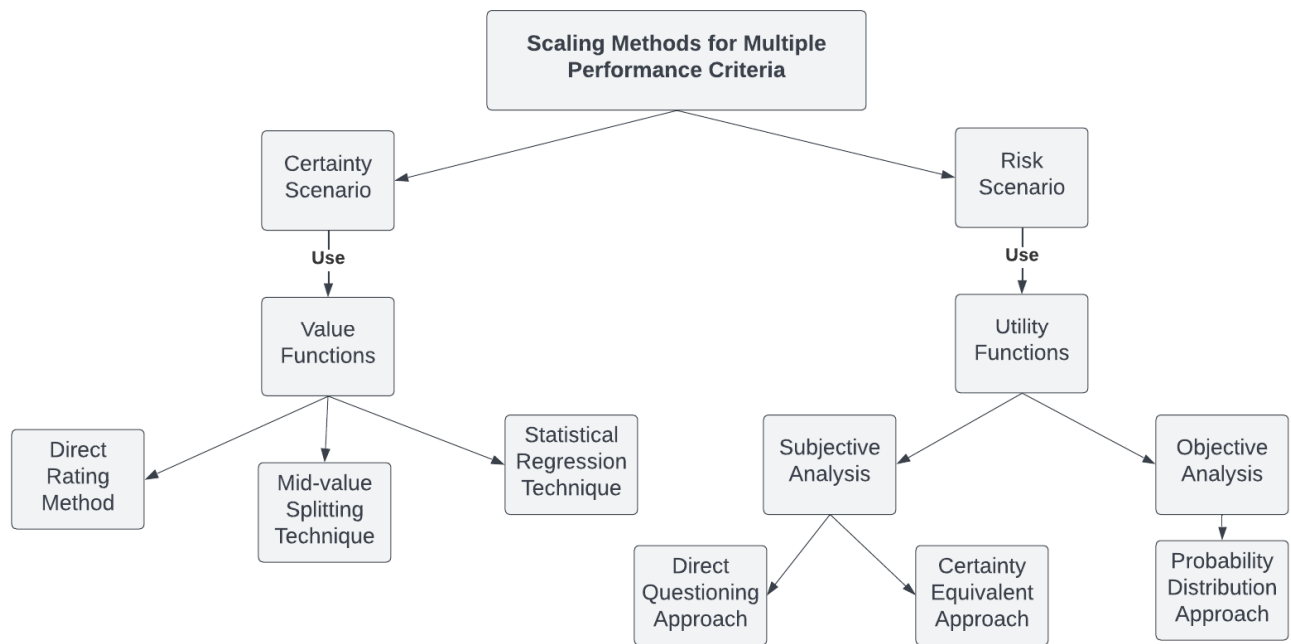 Scaling Methods for Multiple
Performance Criteria
Certainty
Scenario
Risk
Scenario
Use
Use
Value
Functions
Utility
Functions
Direct
Rating
Method
Mid-value
Splitting
Technique
Statistical
Regression
Technique
Subjective
Analysis
Objective
Analysis
Direct
Questioning
Approach
Certainty
Equivalent
Approach
Probability
Distribution
Approach